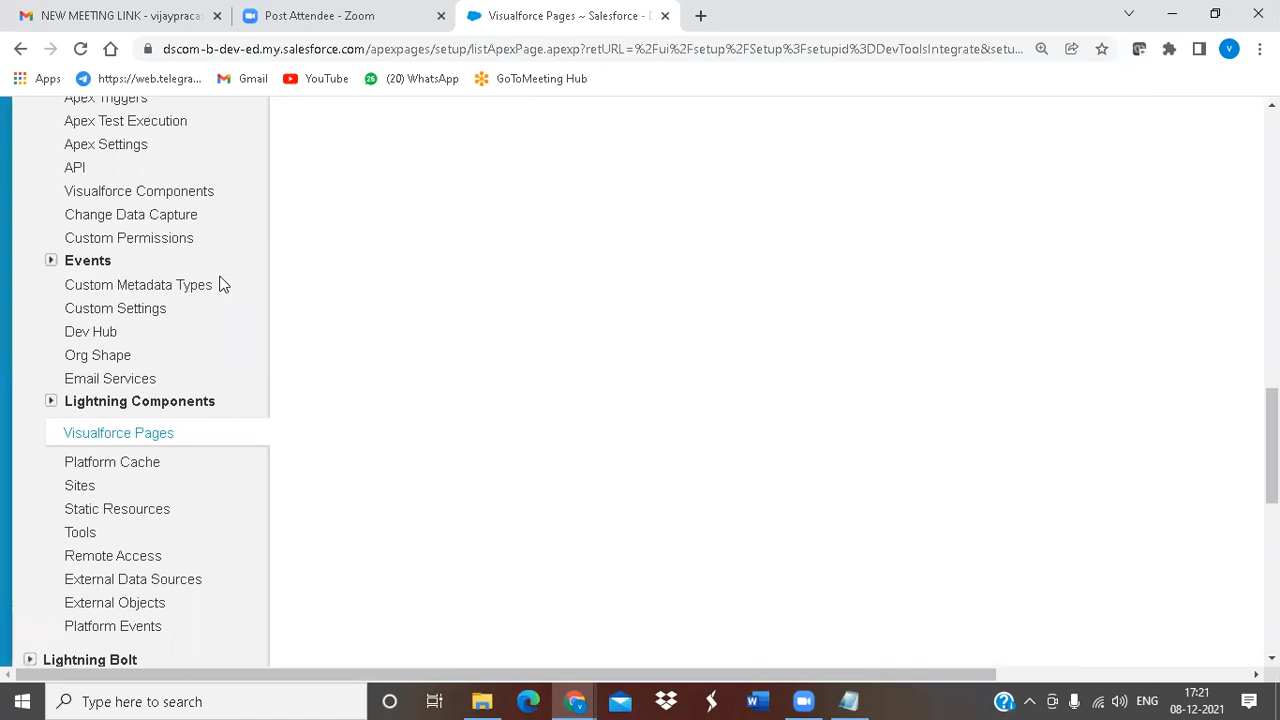 NEW MEETING LINK - vijaypracas
Post Attendee - Zoom
Visualforce Pages ~ Salesforce - D
dscom-b-dev-ed.my.salesforce.com/apexpages/setup/listApexPage.apexp?retURL=%2Fui%2Fsetup%2FSetup%3Fsetupid%3DDevToolsIntegrate&setu...
V
Apps
https://web.telegra...
Gmail
YouTube
26
(20) WhatsApp
GoToMeeting Hub
Apex Triggers
Apex Test Execution
Apex Settings
API
Visualforce Components
Change Data Capture
Custom Permissions
Events
Custom Metadata Types
Custom Settings
Dev Hub
Org Shape
Email Services
Lightning Components
Visualforce Pages
Platform Cache
Sites
Static Resources
Tools
Remote Access
External Data Sources
External Objects
Platform Events
Lightning Bolt
Type here to search
ENG
17:21
08-12-2021